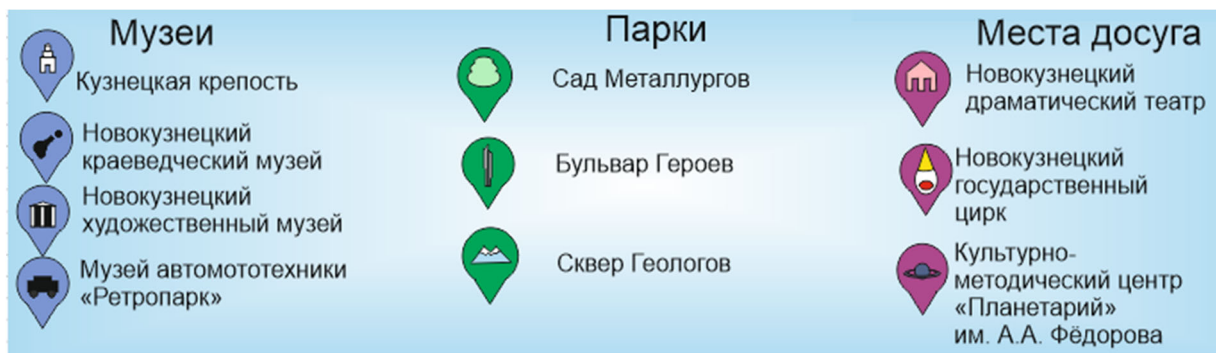 Музеи
Кузнецкая крепость
Новокузнецкий
краеведческий музей
Новокузнецкий
художественный музей
Музей автомототехники
«Ретропарк»
Парки
Сад Металлургов
Бульвар Героев
Сквер Геологов
Места досуга
Новокузнецкий
драматический театр
Новокузнецкий
государственный
цирк
Культурно-
методический центр
«Планетарий»
им. А.А. Фёдорова